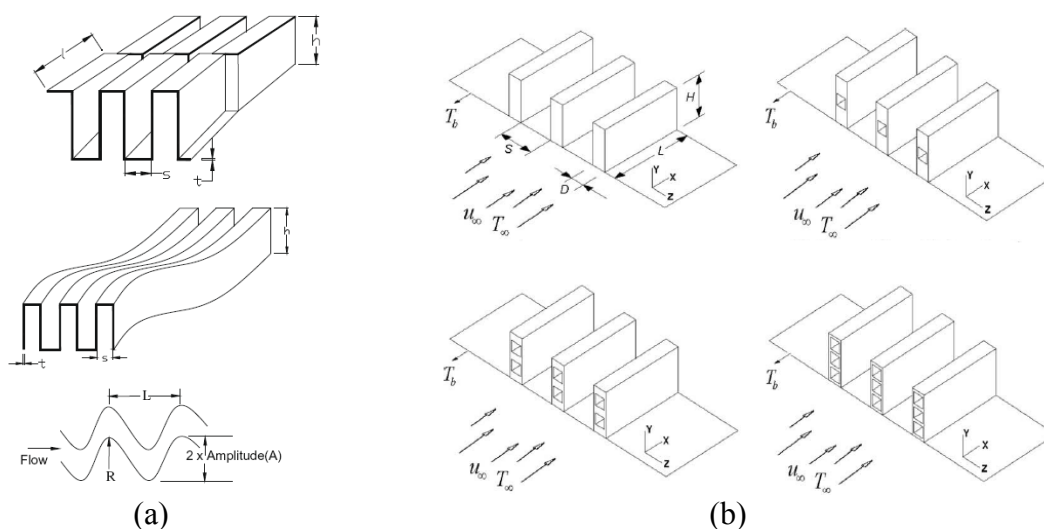 l
h
s
t
h
t
s
L
Flow
R
2 x Amplitude(A)
(a)
T_b
S
H
L
D
Y
X
Z
u_∞
T_∞
T_b
Y
X
Z
u_∞
T_∞
T_b
Y
X
Z
u_∞
T_∞
T_b
Y
X
Z
u_∞
T_∞
(b)